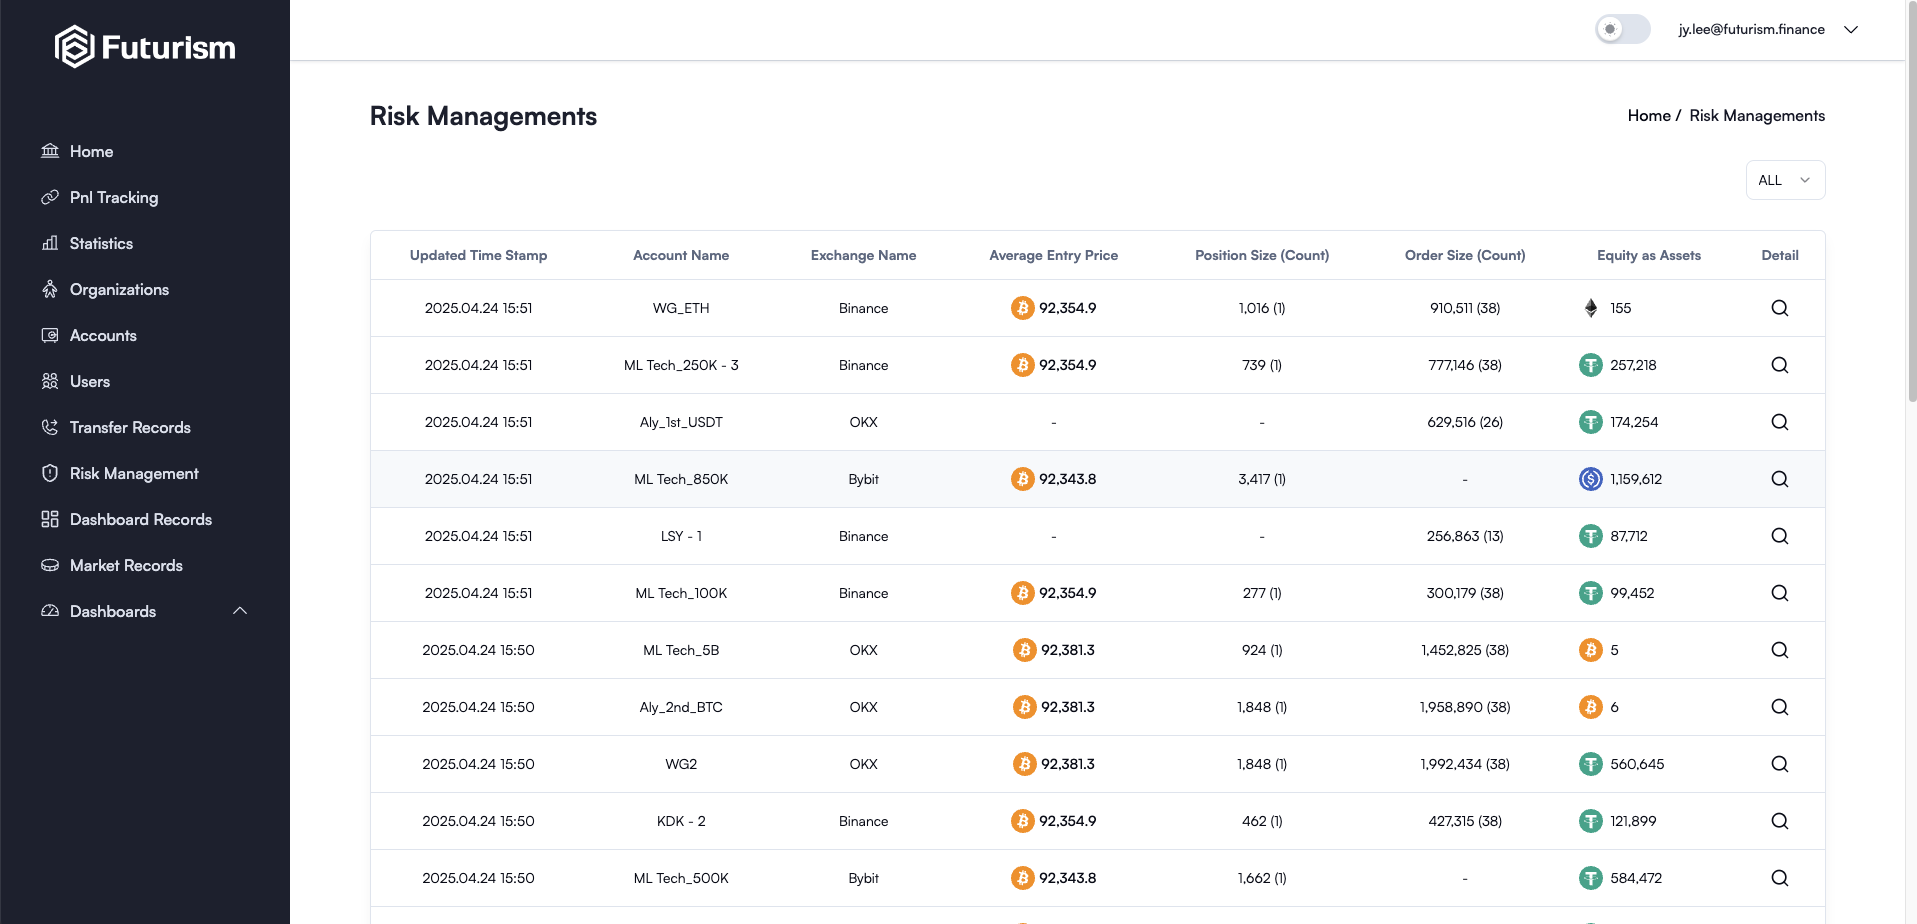 Futurism
jy.lee@futurism.finance
Home
Pnl Tracking
Statistics
Organizations
Accounts
Users
Transfer Records
Risk Management
Dashboard Records
Market Records
Dashboards
Risk Managements
Home / Risk Managements
ALL
Updated Time Stamp Account Name Exchange Name Average Entry Price Position Size (Count) Order Size (Count) Equity as Assets Detail
2025.04.24 15:51 WG_ETH Binance 92,354.9 1,016 (1) 910,511 (38) 155
2025.04.24 15:51 ML Tech_250K - 3 Binance 92,354.9 739 (1) 777,146 (38) 257,218
2025.04.24 15:51 Aly_1st_USDT OKX - - 629,516 (26) 174,254
2025.04.24 15:51 ML Tech_850K Bybit 92,343.8 3,417 (1) - 1,159,612
2025.04.24 15:51 LSY - 1 Binance - - 256,863 (13) 87,712
2025.04.24 15:51 ML Tech_100K Binance 92,354.9 277 (1) 300,179 (38) 99,452
2025.04.24 15:50 ML Tech_5B OKX 92,381.3 924 (1) 1,452,825 (38) 5
2025.04.24 15:50 Aly_2nd_BTC OKX 92,381.3 1,848 (1) 1,958,890 (38) 6
2025.04.24 15:50 WG2 OKX 92,381.3 1,848 (1) 1,992,434 (38) 560,645
2025.04.24 15:50 KDK - 2 Binance 92,354.9 462 (1) 427,315 (38) 121,899
2025.04.24 15:50 ML Tech_500K Bybit 92,343.8 1,662 (1) - 584,472